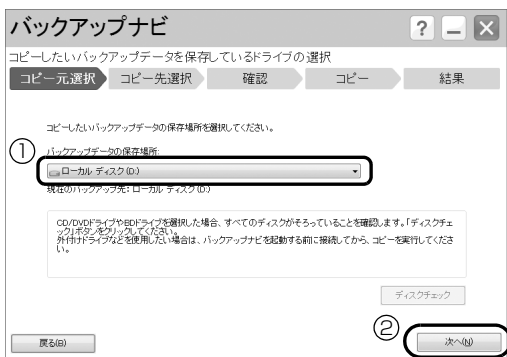 バックアップナビ
? – ×
コピーしたいバックアップデータを保存しているドライブの選択
コピー元選択 コピー先選択 確認 コピー 結果
コピーしたいバックアップデータの保存場所を選択してください。
① バックアップデータの保存場所:
ローカル ディスク(D:)
現在のバックアップ先: ローカル ディスク(D:)
CD/DVDドライブやBDドライブを選択した場合、すべてのディスクがそろっていることを確認します。「ディスクチェ
ック」ボタンをクリックしてください。
外付けドライブなどを使用したい場合は、バックアップナビを起動する前に接続してから、コピーを実行してくださ
い。
ディスクチェック
②
戻る(B) 次へ(N)